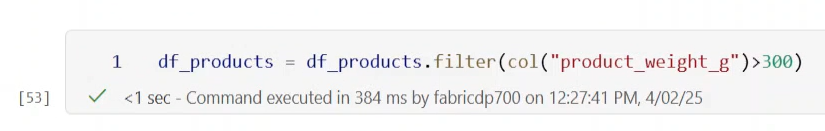 1 df_products = df_products.filter(col("product_weight_g")>300)
[53] <1 sec - Command executed in 384 ms by fabricdp700 on 12:27:41 PM, 4/02/25